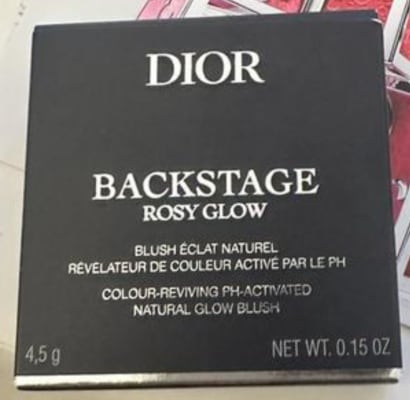 DIOR
BACKSTAGE
ROSY GLOW
BLUSH ÉCLAT NATUREL
RÉVÉLATEUR DE COULEUR ACTIVÉ PAR LE PH
COLOUR-REVIVING PH-ACTIVATED
NATURAL GLOW BLUSH
4,5 g
NET WT. 0.15 OZ